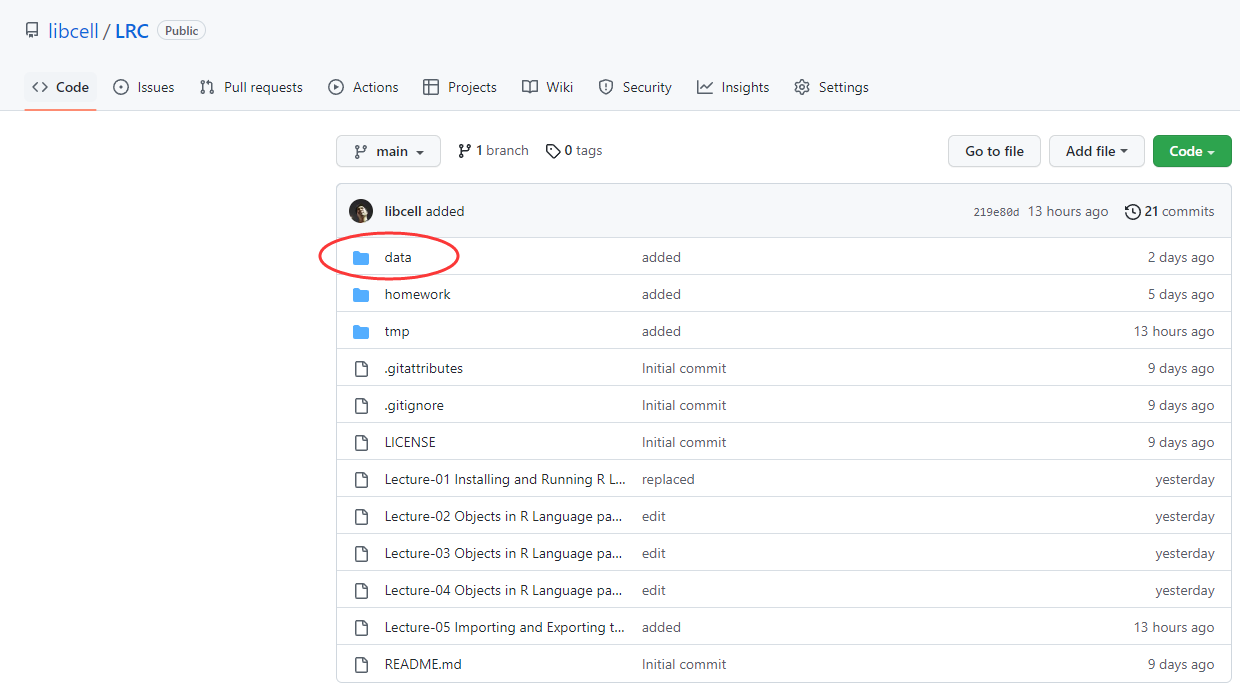 libcell / LRC Public
Code Issues Pull requests Actions Projects Wiki Security Insights Settings
main 1 branch 0 tags Go to file Add file Code
libcell added 219e80d 13 hours ago 21 commits
data added 2 days ago
homework added 5 days ago
tmp added 13 hours ago
.gitattributes Initial commit 9 days ago
.gitignore Initial commit 9 days ago
LICENSE Initial commit 9 days ago
Lecture-01 Installing and Running R L... replaced yesterday
Lecture-02 Objects in R Language pa... edit yesterday
Lecture-03 Objects in R Language pa... edit yesterday
Lecture-04 Objects in R Language pa... edit yesterday
Lecture-05 Importing and Exporting t... added 13 hours ago
README.md Initial commit 9 days ago